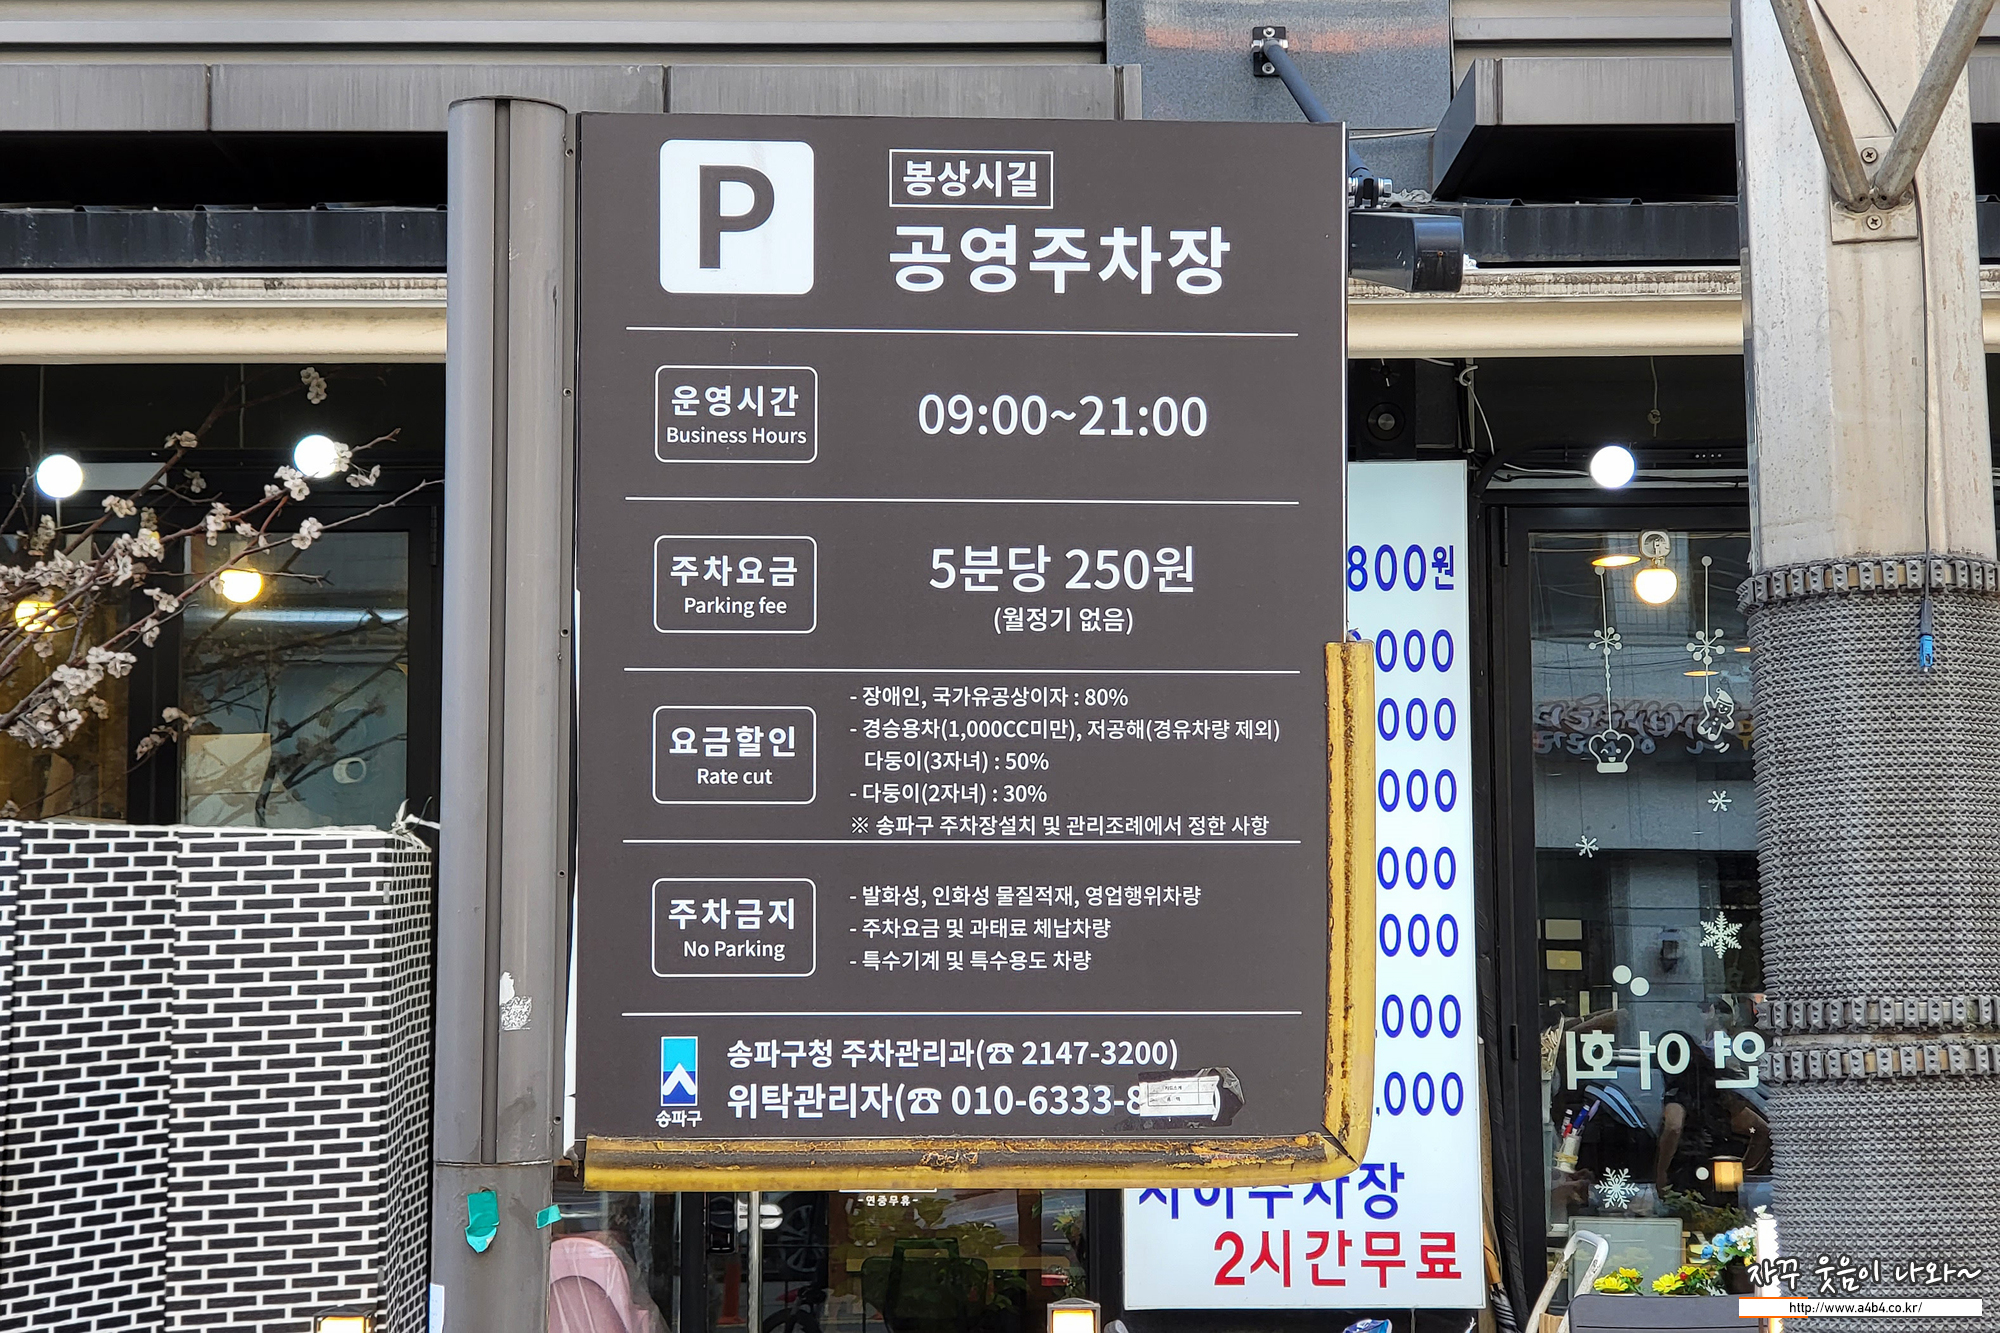 P
봉상시길
공영주차장
운영시간
Business Hours
09:00~21:00
주차요금
Parking fee
5분당 250원
(월정기 없음)
요금할인
Rate cut
- 장애인, 국가유공상이자 : 80%
- 경승용차(1,000CC미만), 저공해(경유차량 제외)
다둥이(3자녀) : 50%
- 다둥이(2자녀) : 30%
※ 송파구 주차장설치 및 관리조례에서 정한 사항
주차금지
No Parking
- 발화성, 인화성 물질적재, 영업행위차량
- 주차요금 및 과태료 체납차량
- 특수기계 및 특수용도 차량
송파구
송파구청 주차관리과(☎ 2147-3200)
위탁관리자(☎ 010-6333-8
800원
000
000
000
000
000
000
000
2시간무료
-연중무휴-
연아회
자꾸 웃음이 나와~
http://www.a4b4.co.kr/